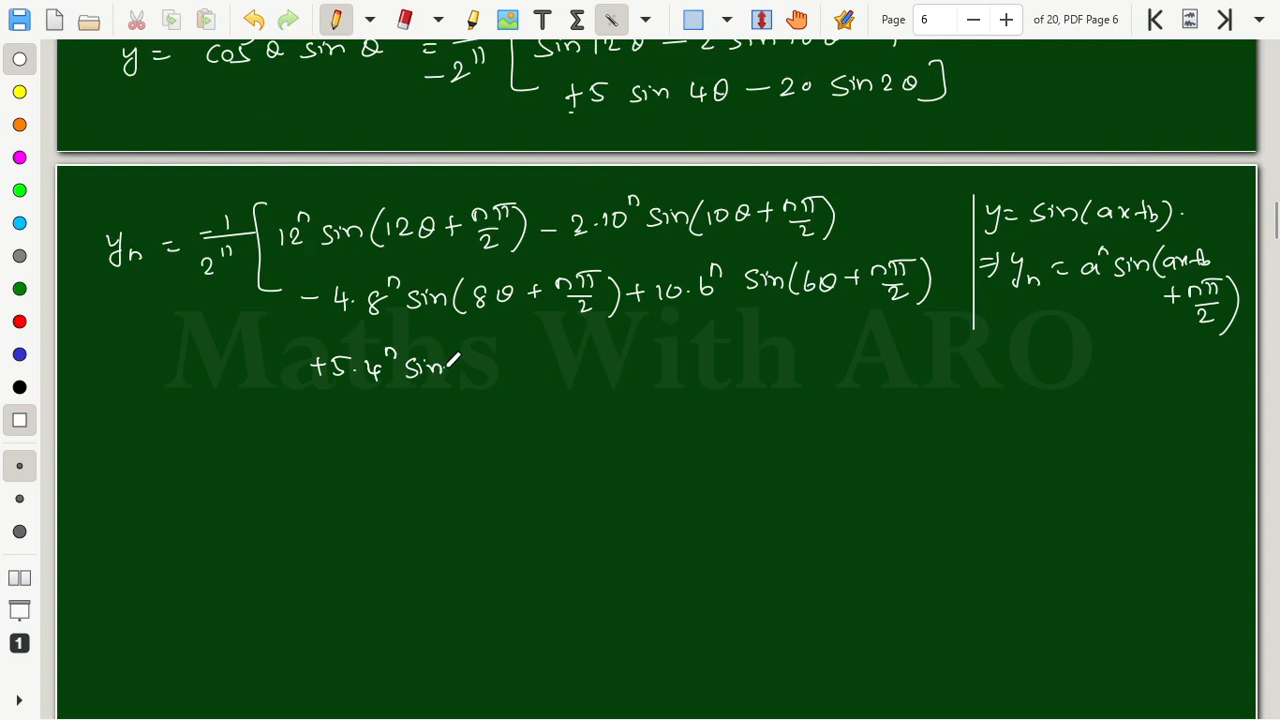 Page 6 of 20, PDF Page 6
y = cos θ sin θ =
-2¹¹ [ +5 sin 4θ - 20 sin 2θ ]
yₙ = -1/2¹¹ [ 12ⁿ sin(12θ + nπ/2) - 2·10ⁿ sin(10θ + nπ/2)
- 4·8ⁿ sin(8θ + nπ/2) + 10·6ⁿ sin(6θ + nπ/2)
+5·4ⁿ sin
y = sin(ax+b).
⇒ yₙ = aⁿ sin(ax+b
+ nπ/2)
Maths With ARO
1